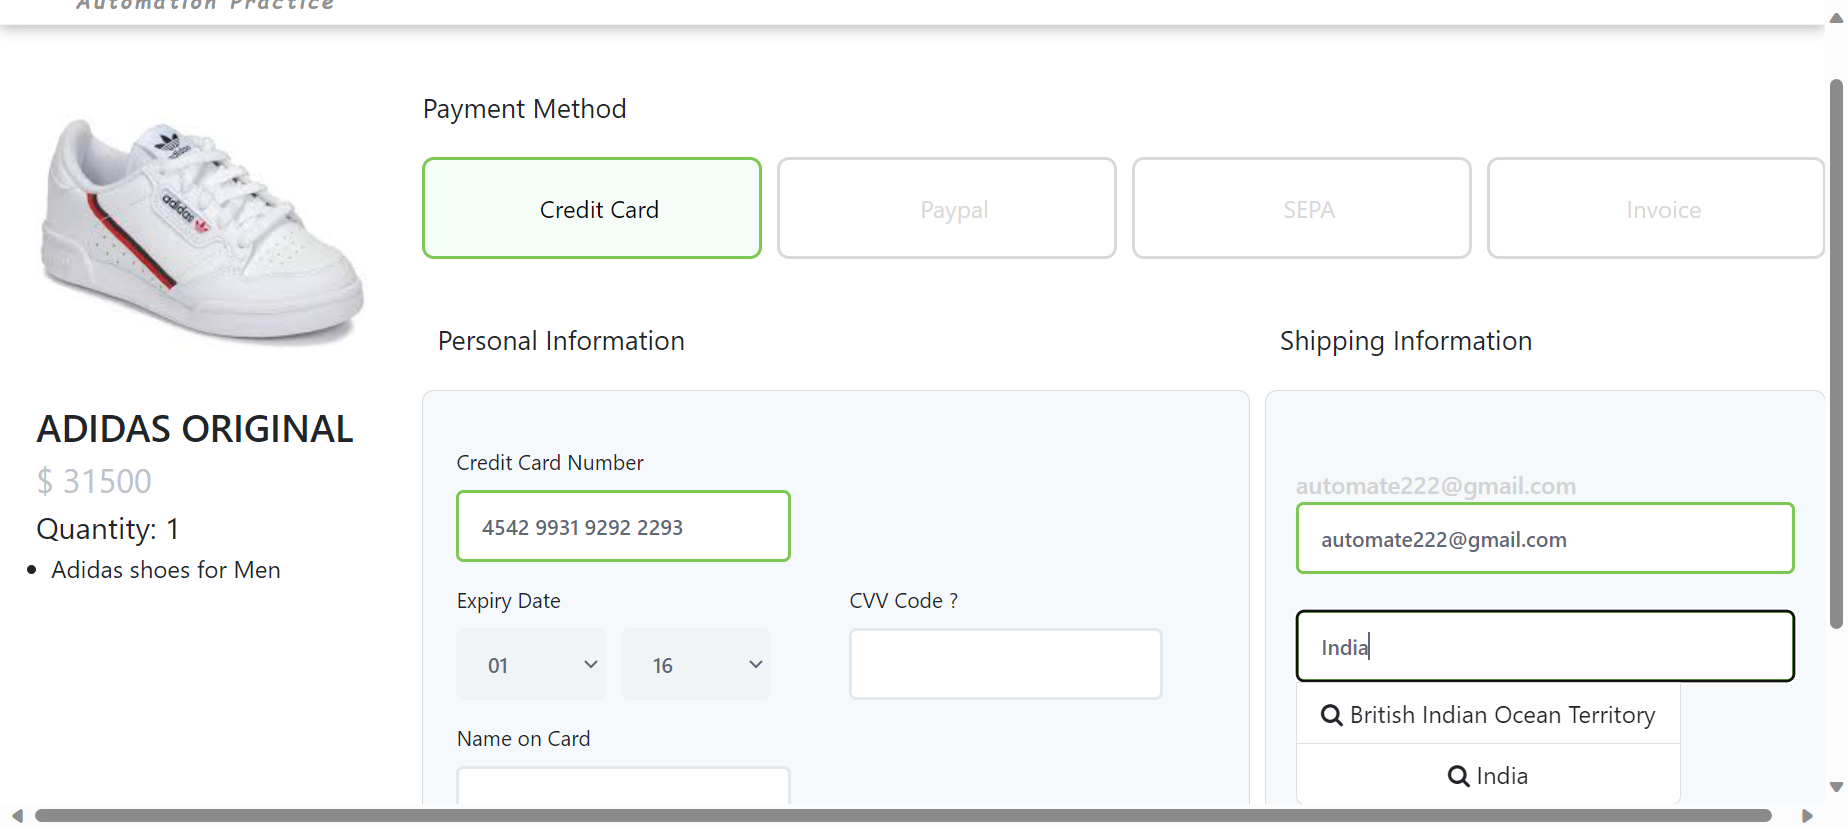 Automation Practice
Payment Method
Credit Card
Paypal
SEPA
Invoice
adidas
Personal Information
Shipping Information
ADIDAS ORIGINAL
$ 31500
Quantity: 1
Adidas shoes for Men
Credit Card Number
4542 9931 9292 2293
Expiry Date
CVV Code ?
01
16
Name on Card
automate222@gmail.com
automate222@gmail.com
India
British Indian Ocean Territory
India